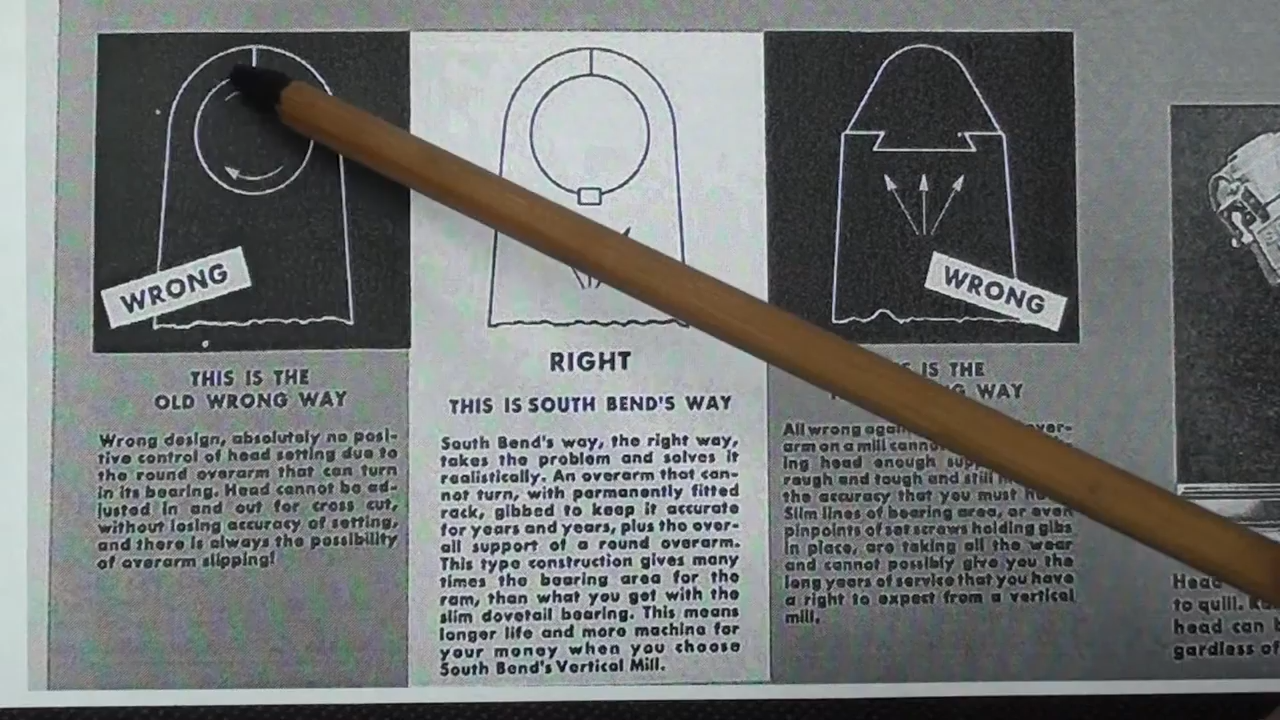 WRONG
THIS IS THE
OLD WRONG WAY
Wrong design, absolutely no posi-
tive control of head setting due to
the round overarm that can turn
in its bearing. Head cannot be ad-
justed in and out for cross cut,
without losing accuracy of setting,
and there is always the possibility
of overarm slipping!
RIGHT
THIS IS SOUTH BEND'S WAY
South Bend's way, the right way,
takes the problem and solves it
realistically. An overarm that can-
not turn, with permanently fitted
rack, gibbed to keep it accurate
for years and years, plus the over-
all support of a round overarm.
This type construction gives many
times the bearing area for the
ram, than what you get with the
slim dovetail bearing. This means
longer life and more machine for
your money when you choose
South Bend's Vertical Mill.
WRONG
IS THE
WAY
All wrong over-
arm on a mill
ing head enough
rough and tough and still
the accuracy that you must
Slim lines of bearing area, or even
pinpoints of set screws holding gibs
in place, are taking all the wear
and cannot possibly give you the
long years of service that you have
a right to expect from a vertical
mill.
Head
to quill.
head can
gardless of